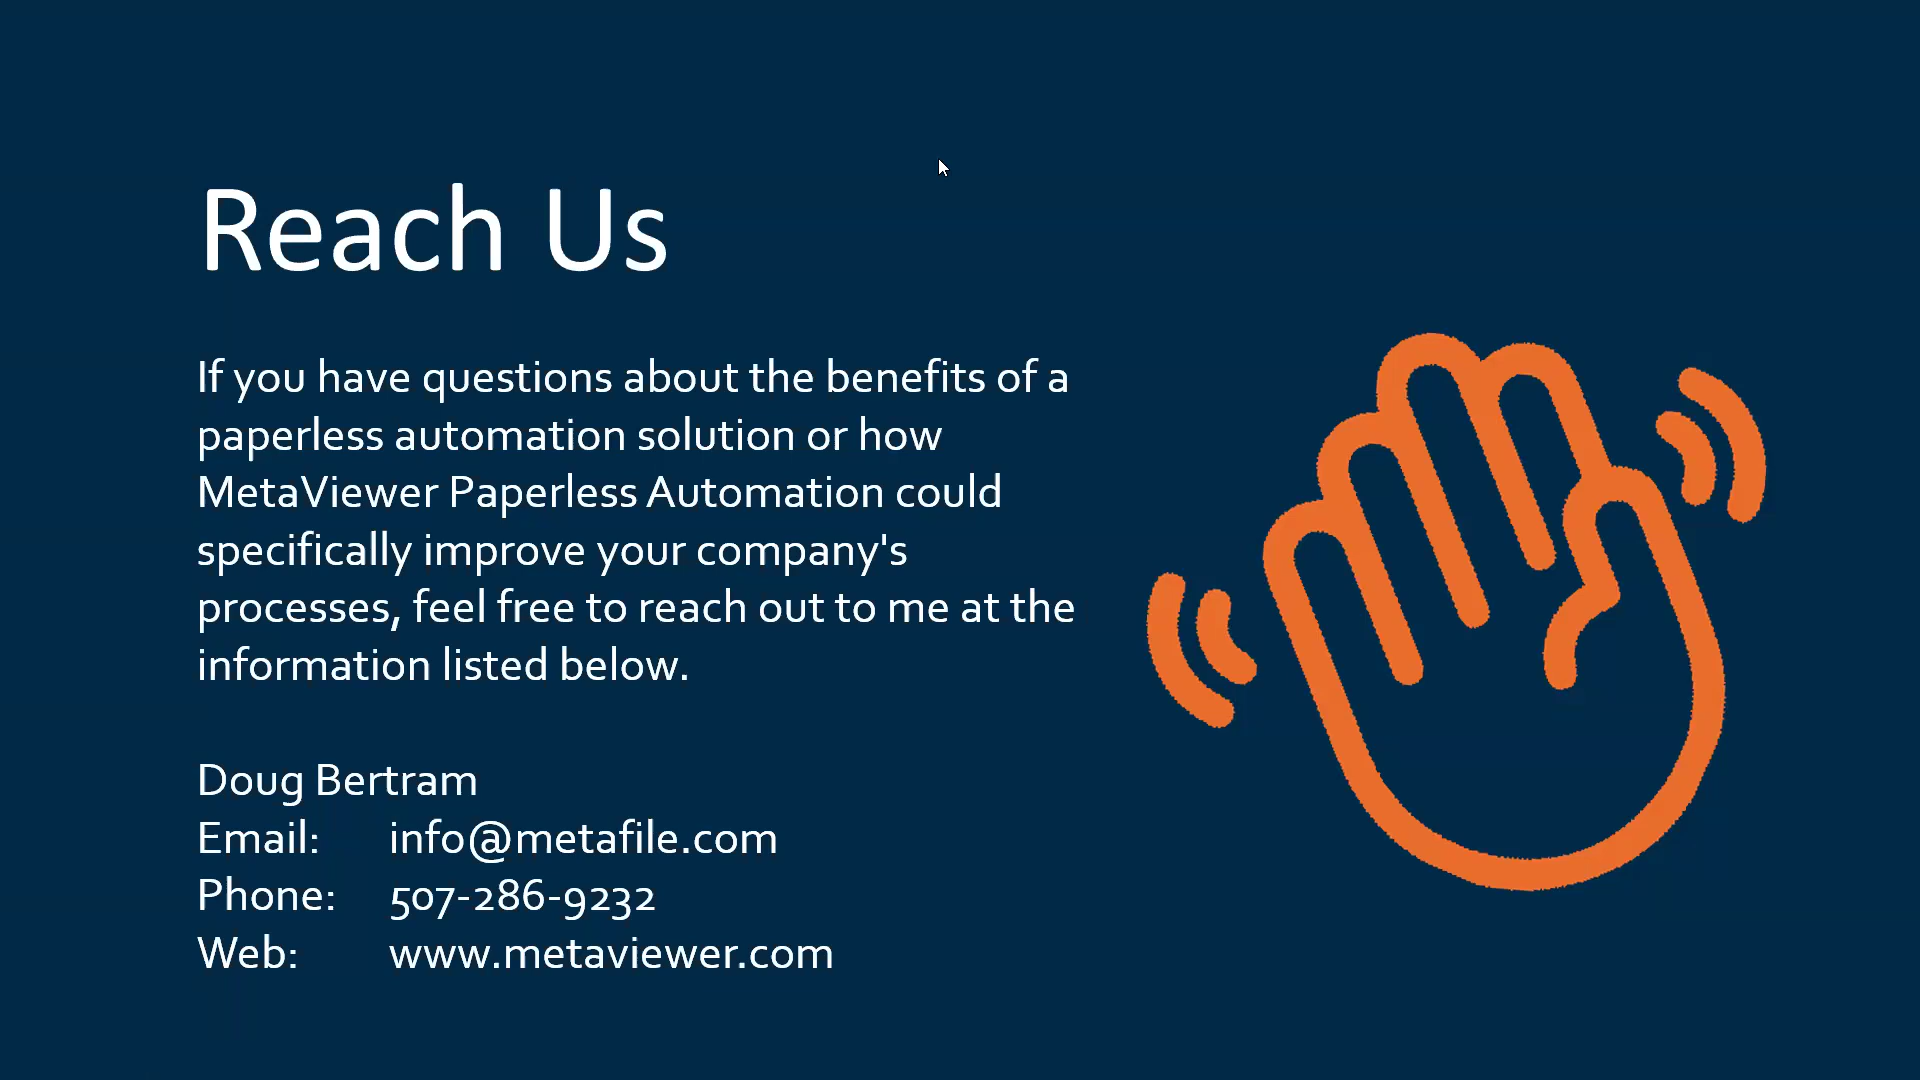 Reach Us
If you have questions about the benefits of a
paperless automation solution or how
MetaViewer Paperless Automation could
specifically improve your company's
processes, feel free to reach out to me at the
information listed below.
Doug Bertram
Email: info@metafile.com
Phone: 507-286-9232
Web: www.metaviewer.com